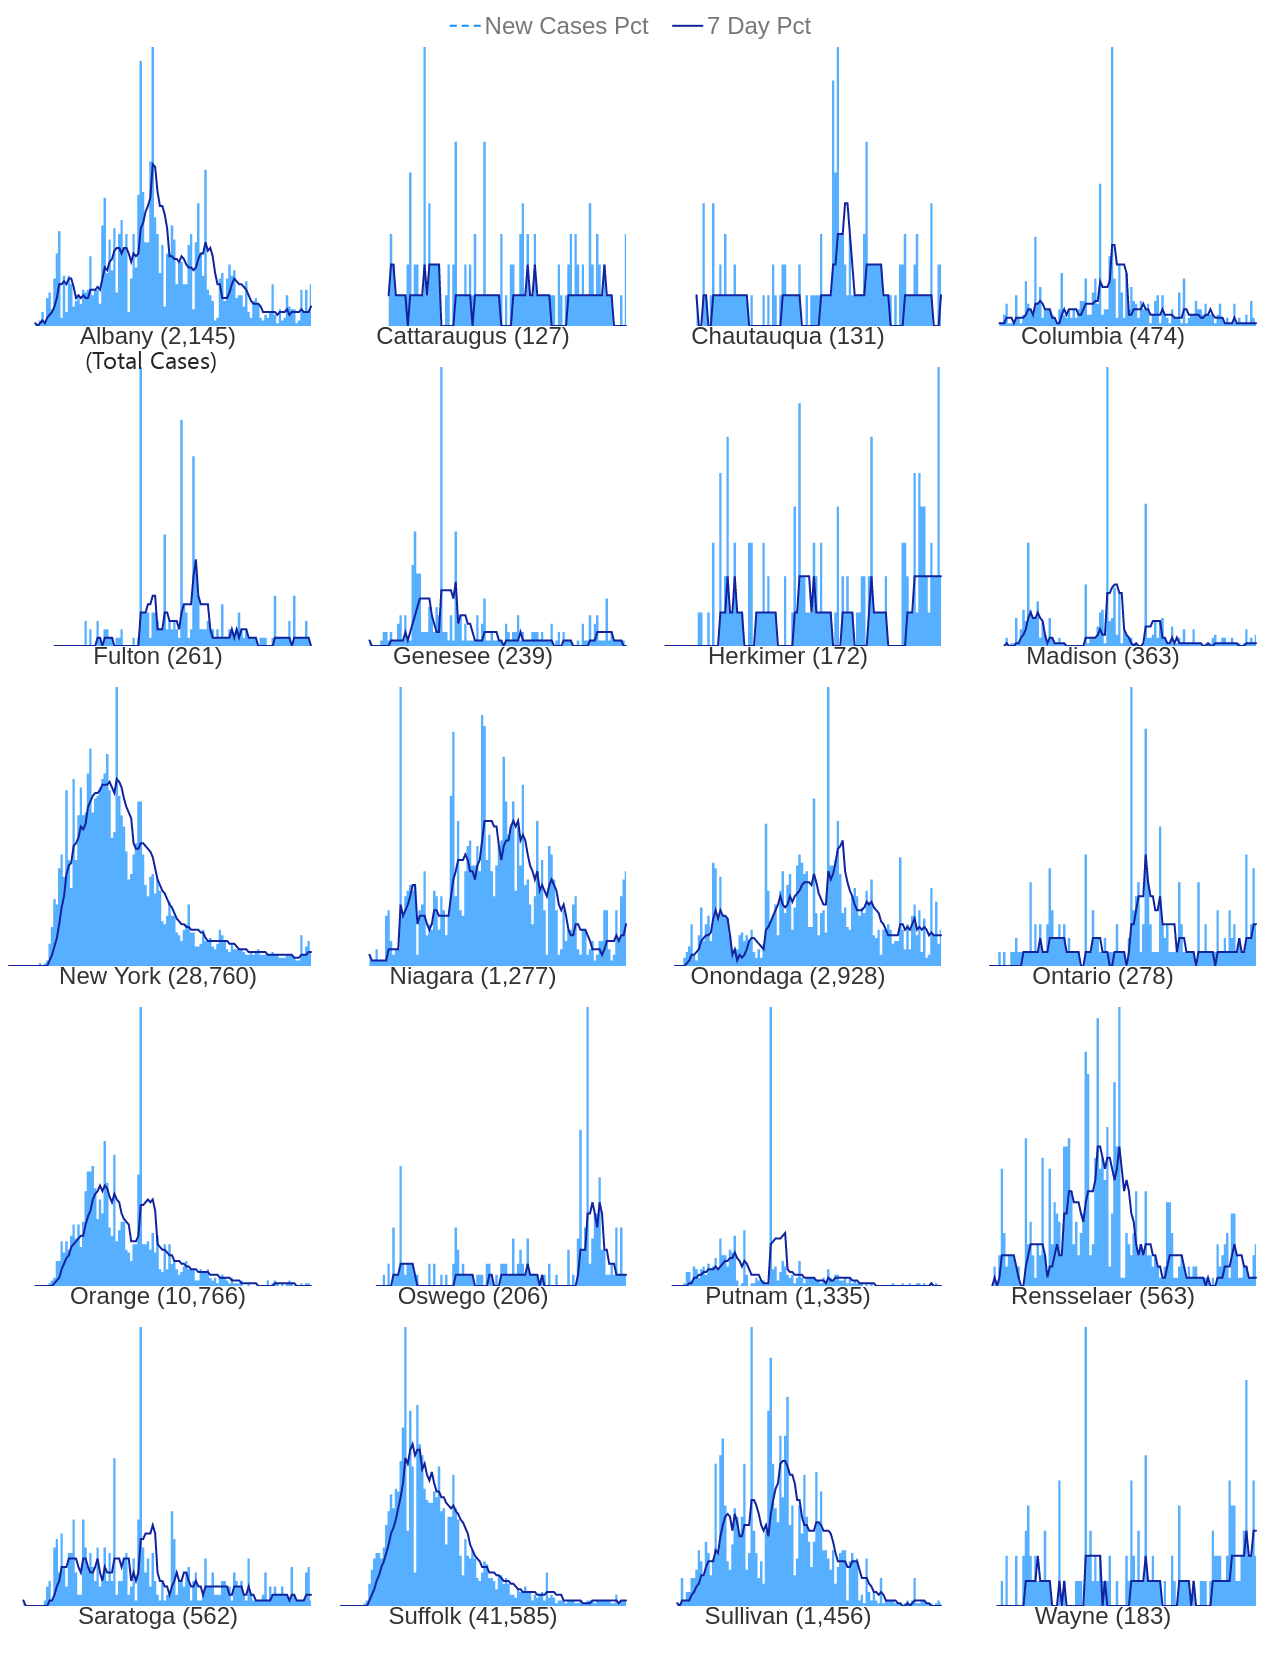 New Cases Pct 7 Day Pct
Albany (2,145) Cattaraugus (127) Chautauqua (131) Columbia (474)
(Total Cases)
Fulton (261) Genesee (239) Herkimer (172) Madison (363)
New York (28,760) Niagara (1,277) Onondaga (2,928) Ontario (278)
Orange (10,766) Oswego (206) Putnam (1,335) Rensselaer (563)
Saratoga (562) Suffolk (41,585) Sullivan (1,456) Wayne (183)